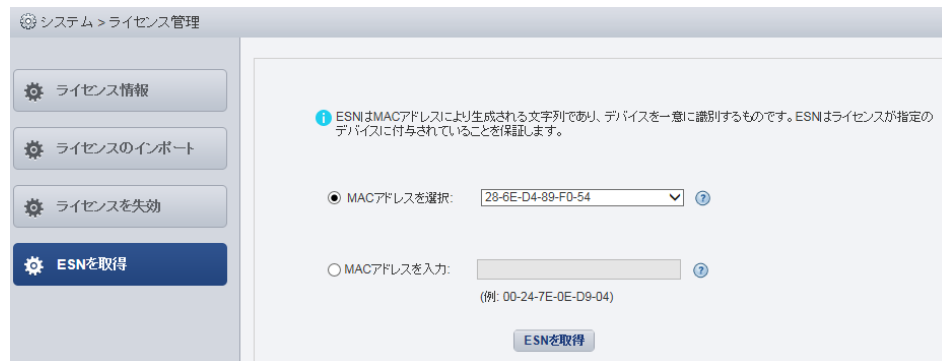 システム > ライセンス管理
ライセンス情報
ライセンスのインポート
ライセンスを失効
ESNを取得
ESNはMACアドレスにより生成される文字列であり、デバイスを一意に識別するものです。ESNはライセンスが指定の
デバイスに付与されていることを保証します。
MACアドレスを選択: 28-6E-D4-89-F0-54
MACアドレスを入力:
(例: 00-24-7E-0E-D9-04)
ESNを取得